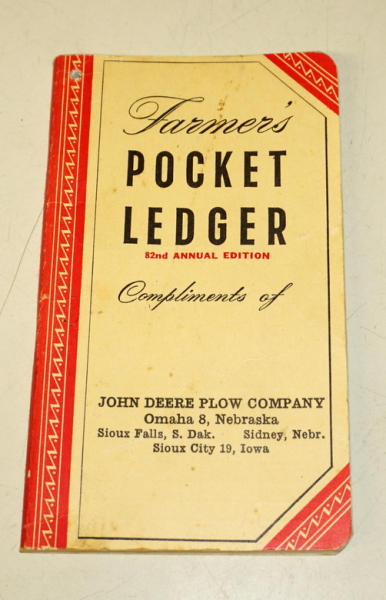 Farmer's
POCKET
LEDGER
82nd ANNUAL EDITION
Compliments of
JOHN DEERE PLOW COMPANY
Omaha 8, Nebraska
Sioux Falls, S. Dak. Sidney, Nebr.
Sioux City 19, Iowa